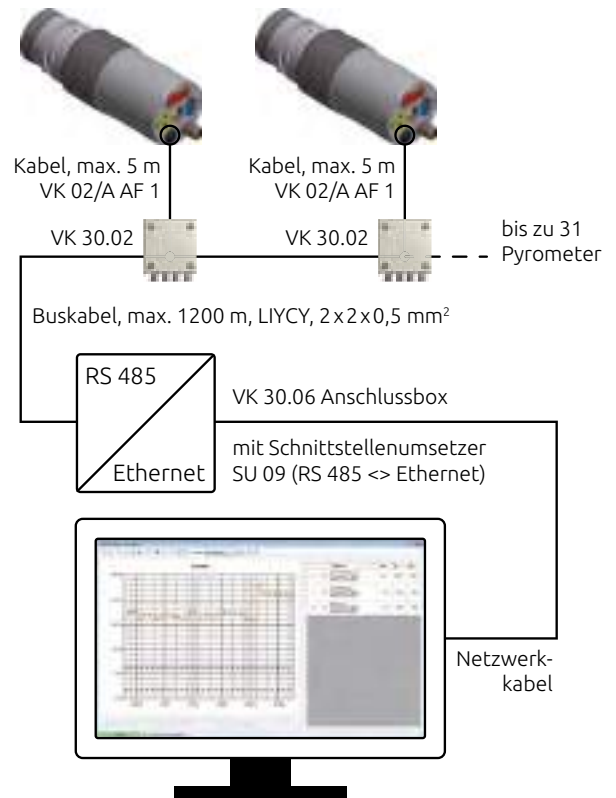 Kabel, max. 5 m
VK 02/A AF 1
Kabel, max. 5 m
VK 02/A AF 1
VK 30.02
VK 30.02
bis zu 31
Pyrometer
Buskabel, max. 1200 m, LIYCY, 2 x 2 x 0,5 mm²
RS 485
Ethernet
VK 30.06 Anschlussbox
mit Schnittstellenumsetzer
SU 09 (RS 485 <> Ethernet)
Netzwerk-
kabel